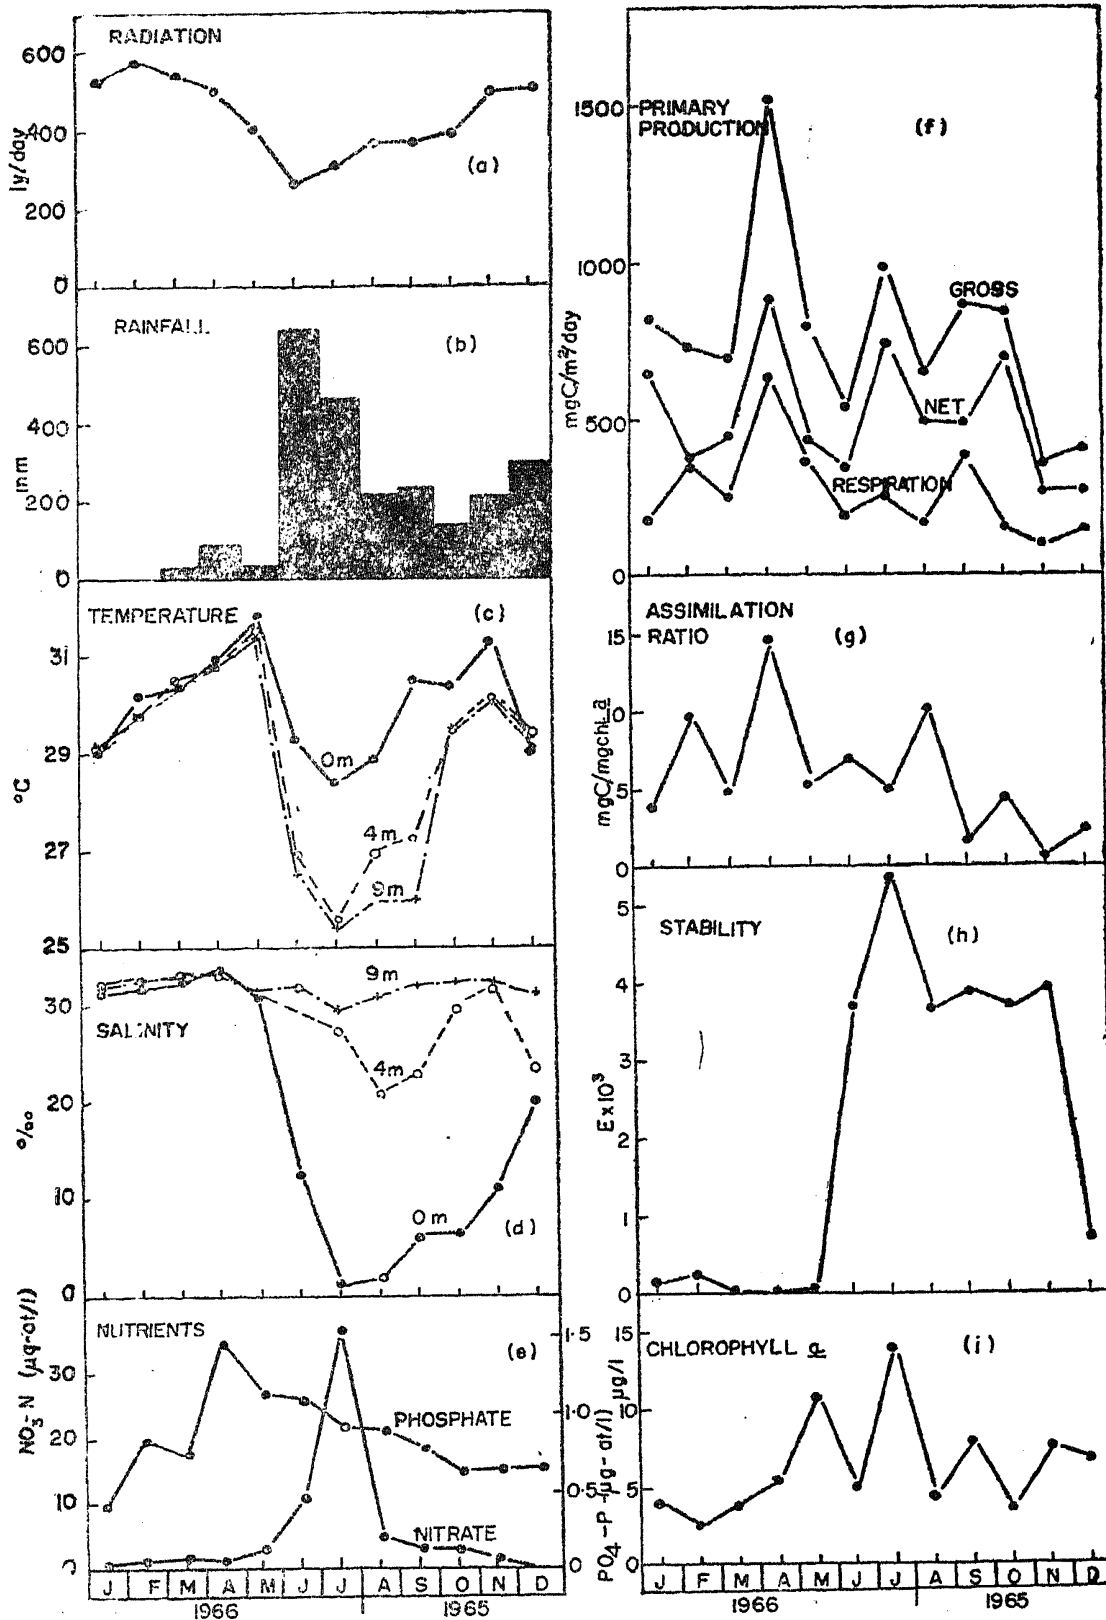 RADIATION
600
400
200
0
ly/day
(a)
RAINFALL
600
400
200
0
mm
(b)
TEMPERATURE
31
29
27
25
°C
(c)
0m
4m
9m
SALINITY
30
20
10
0
‰
(d)
9m
4m
0m
NUTRIENTS
30
20
10
0
NO3-N (µg-at/l)
(e)
PHOSPHATE
NITRATE
1·5
1·0
0·5
0
PO4-P (µg-at/l)
J F M A M J J A S O N D
1966 1965
PRIMARY
PRODUCTION
1500
1000
500
0
mgC/m²/day
(f)
GROSS
NET
RESPIRATION
ASSIMILATION
RATIO
15
10
5
0
mgC/mgchl a
(g)
STABILITY
5
4
3
2
1
0
E×10³
(h)
CHLOROPHYLL a
15
10
5
0
µg/l
(i)
J F M A M J J A S O N D
1966 1965